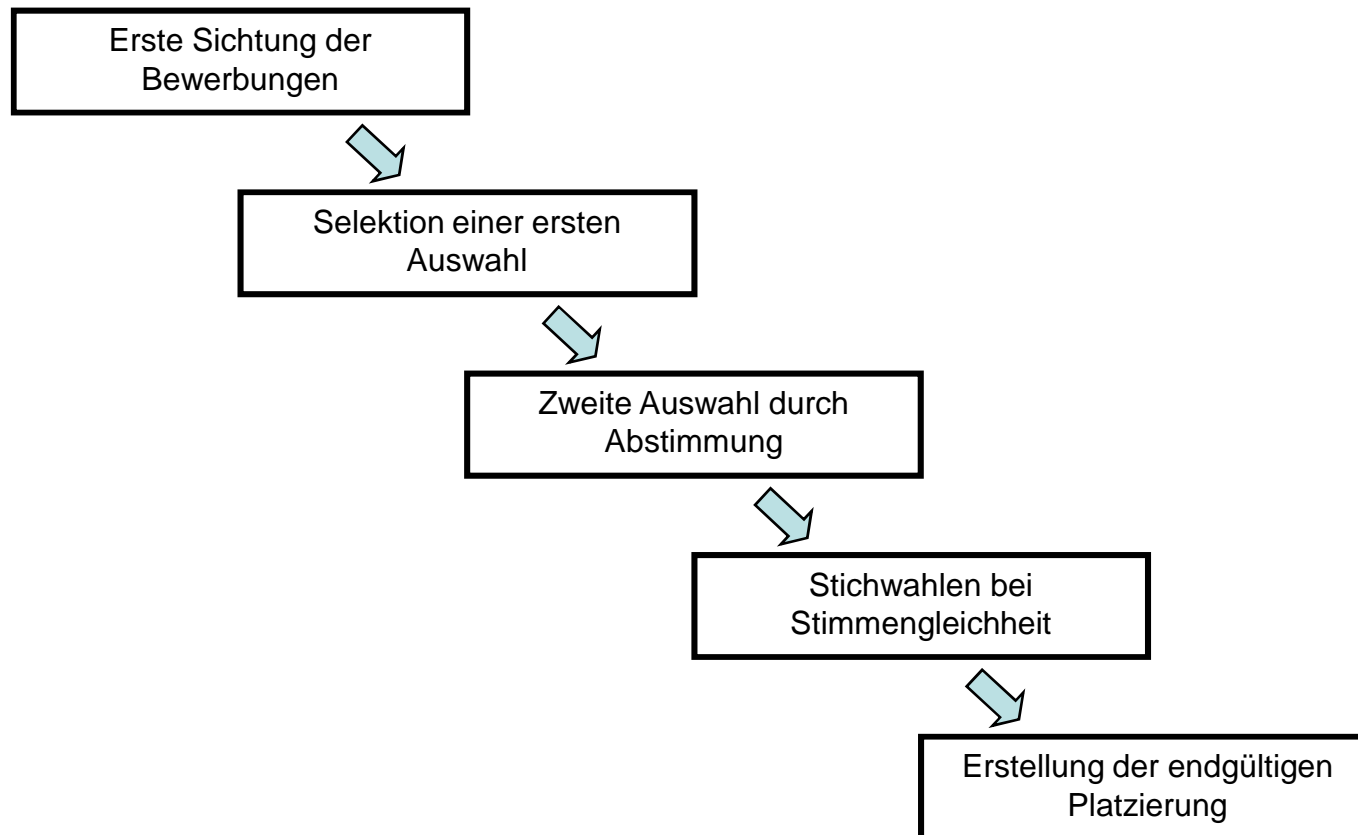 Erste Sichtung der
Bewerbungen
Selektion einer ersten
Auswahl
Zweite Auswahl durch
Abstimmung
Stichwahlen bei
Stimmengleichheit
Erstellung der endgültigen
Platzierung